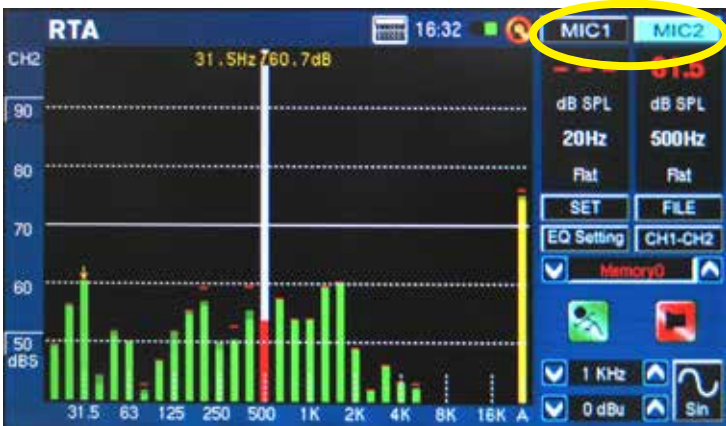 RTA 16:32 MIC1 MIC2
CH2 31.5Hz/60.7dB
--- 61.5
90 dB SPL dB SPL
20Hz 500Hz
80 Flat Flat
SET FILE
70 EQ Setting CH1-CH2
Memory0
60
50
dBS
1 KHz
31.5 63 125 250 500 1K 2K 4K 8K 16K A 0 dBu Sin